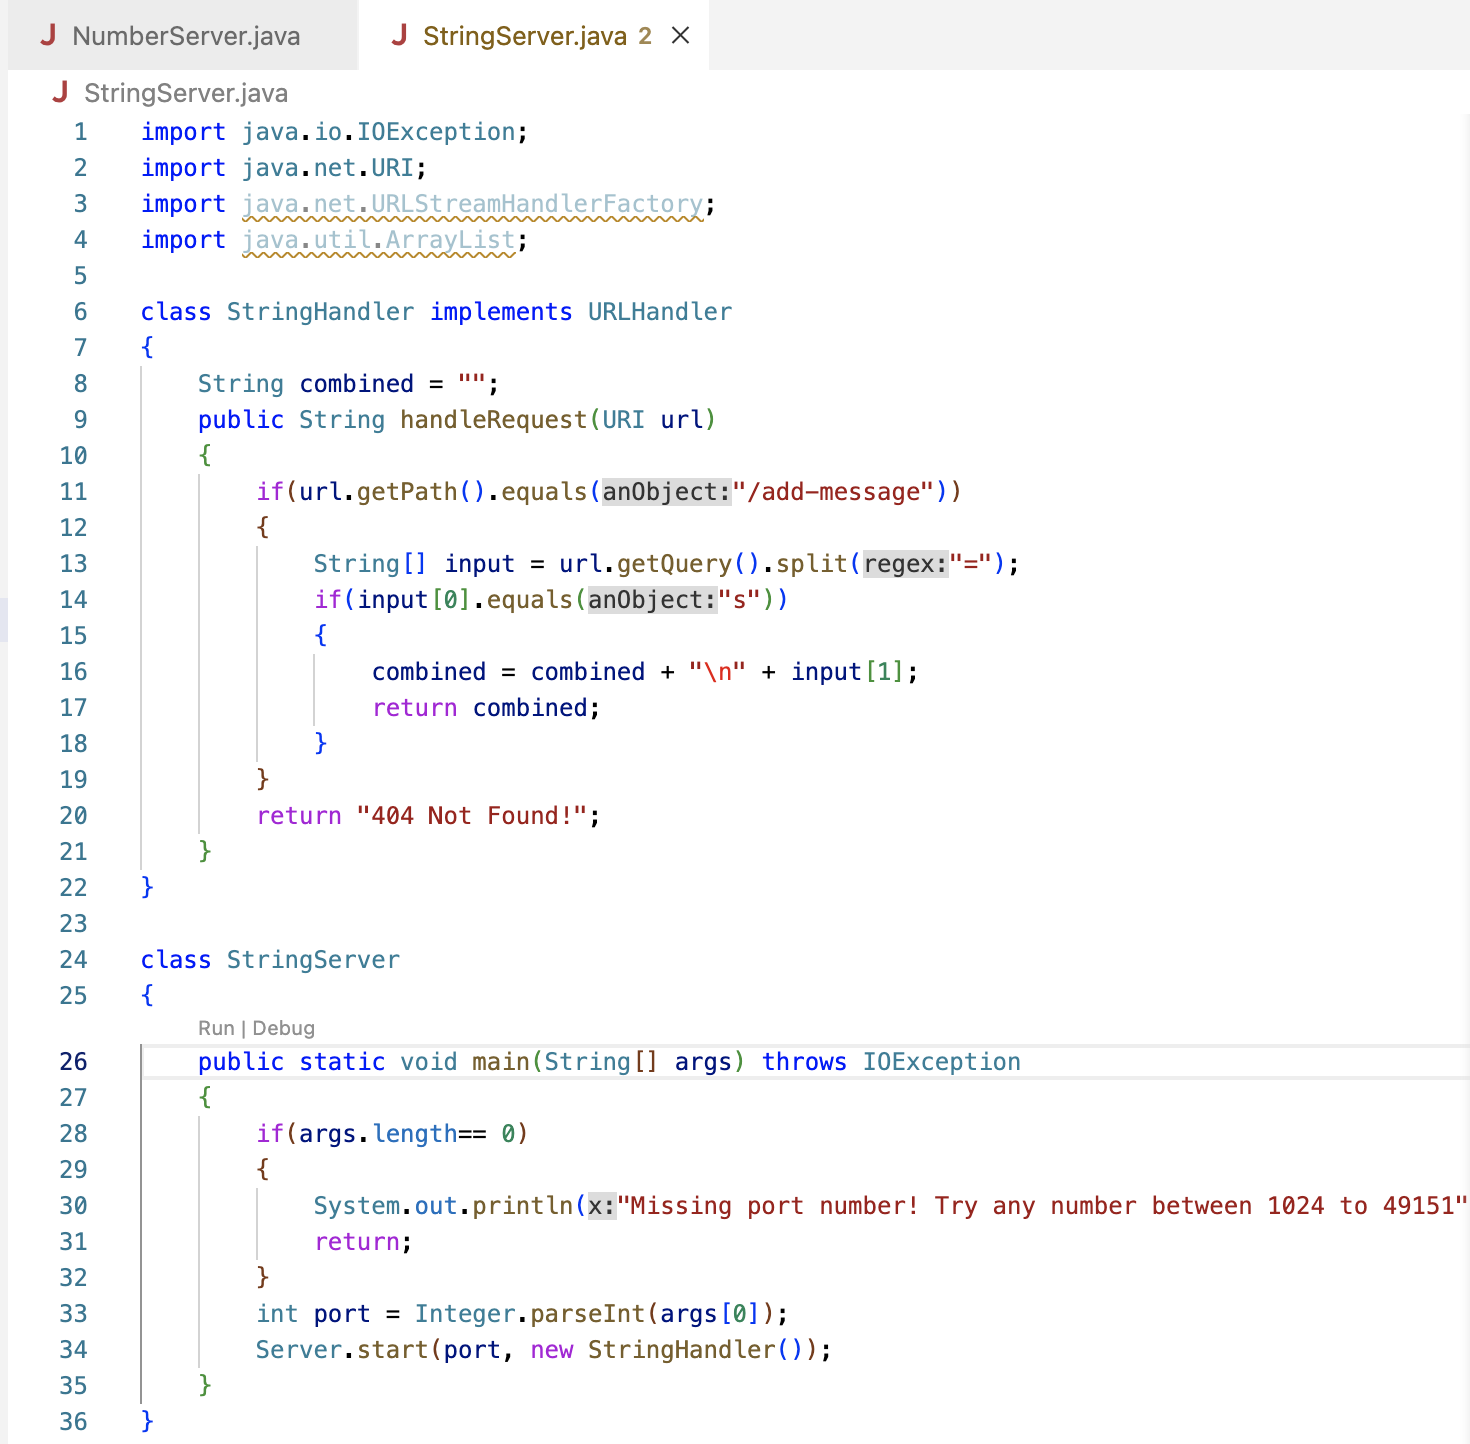 J NumberServer.java
J StringServer.java 2 ×
J StringServer.java
1 import java.io.IOException;
2 import java.net.URI;
3 import java.net.URLStreamHandlerFactory;
4 import java.util.ArrayList;
5
6 class StringHandler implements URLHandler
7 {
8 String combined = "";
9 public String handleRequest(URI url)
10 {
11 if(url.getPath().equals(anObject:"/add-message"))
12 {
13 String[] input = url.getQuery().split(regex:"=");
14 if(input[0].equals(anObject:"s"))
15 {
16 combined = combined + "\n" + input[1];
17 return combined;
18 }
19 }
20 return "404 Not Found!";
21 }
22 }
23
24 class StringServer
25 {
Run | Debug
26 public static void main(String[] args) throws IOException
27 {
28 if(args.length== 0)
29 {
30 System.out.println(x:"Missing port number! Try any number between 1024 to 49151"
31 return;
32 }
33 int port = Integer.parseInt(args[0]);
34 Server.start(port, new StringHandler());
35 }
36 }